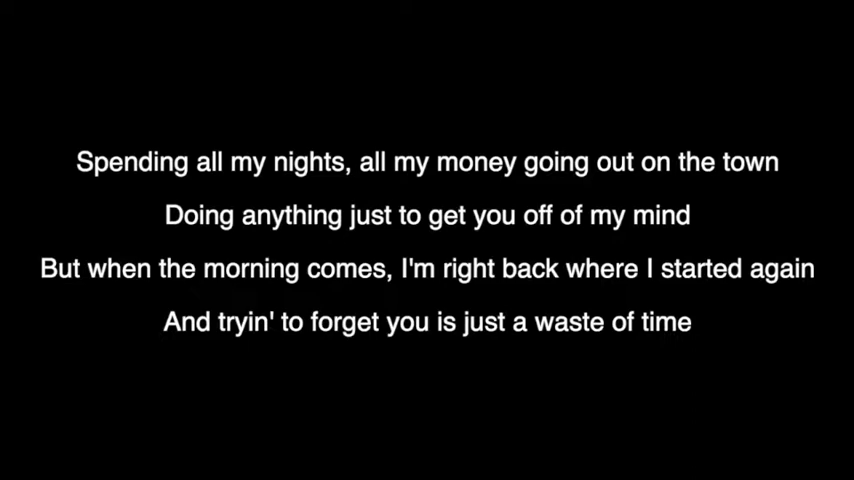 Spending all my nights, all my money going out on the town
Doing anything just to get you off of my mind
But when the morning comes, I'm right back where I started again
And tryin' to forget you is just a waste of time